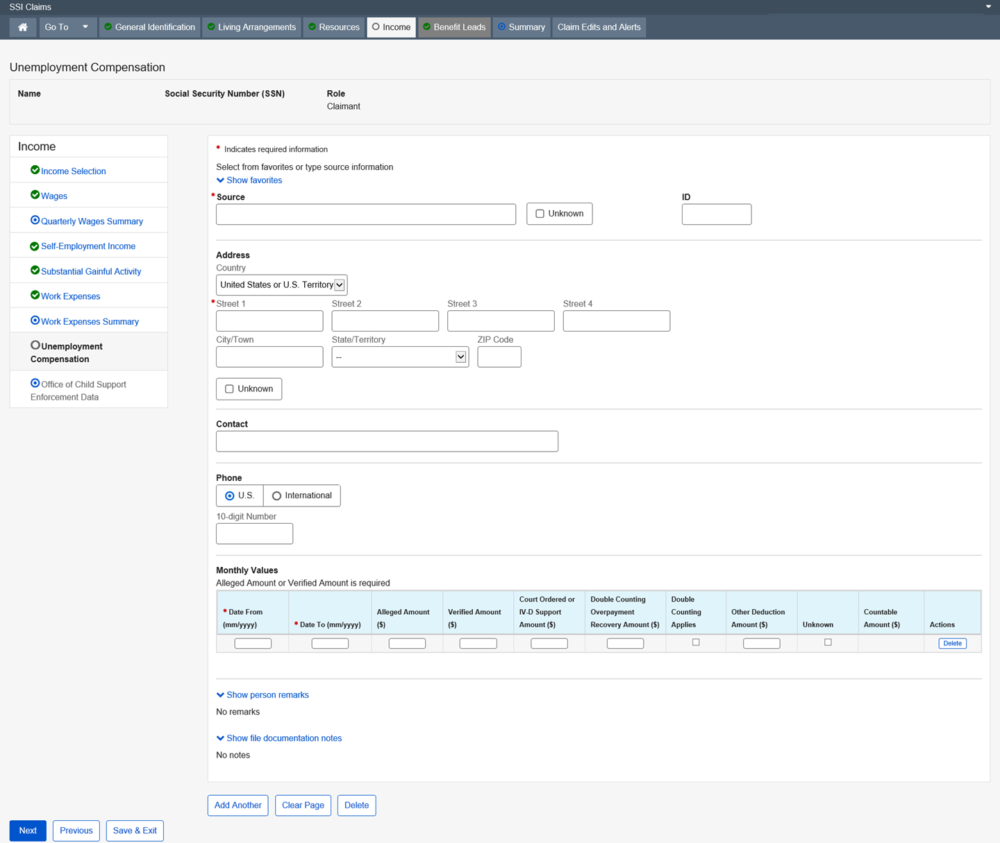 SSI Claims
Go To
General Identification
Living Arrangements
Resources
Income
Benefit Leads
Summary
Claim Edits and Alerts
Unemployment Compensation
Name
Social Security Number (SSN)
Role
Claimant
Income
Income Selection
Wages
Quarterly Wages Summary
Self-Employment Income
Substantial Gainful Activity
Work Expenses
Work Expenses Summary
Unemployment
Compensation
Office of Child Support
Enforcement Data
* Indicates required information
Select from favorites or type source information
Show favorites
* Source
Unknown
ID
Address
Country
United States or U.S. Territory
* Street 1
Street 2
Street 3
Street 4
City/Town
State/Territory
ZIP Code
--
Unknown
Contact
Phone
U.S.
International
10-digit Number
Monthly Values
Alleged Amount or Verified Amount is required
* Date From
(mm/yyyy)
* Date To (mm/yyyy)
Alleged Amount
($)
Verified Amount
($)
Court Ordered or
IV-D Support
Amount ($)
Double Counting
Overpayment
Recovery Amount ($)
Double
Counting
Applies
Other Deduction
Amount ($)
Unknown
Countable
Amount ($)
Actions
Delete
Show person remarks
No remarks
Show file documentation notes
No notes
Add Another
Clear Page
Delete
Next
Previous
Save & Exit